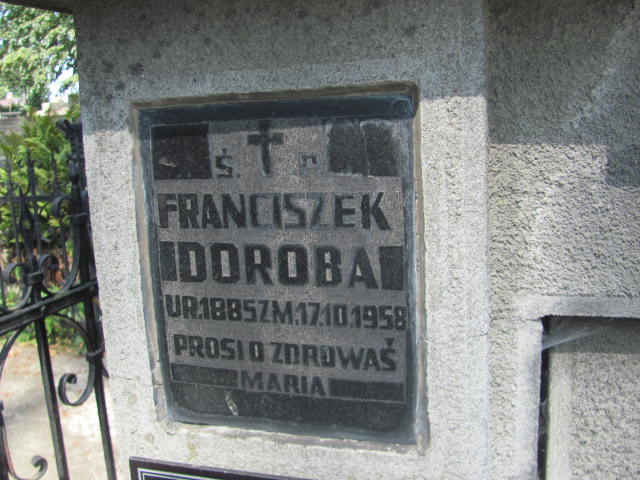 Ś. P.
FRANCISZEK
DOROBA
UR.1885 ZM.17.10.1958
PROSI O ZDROWAŚ
MARIA